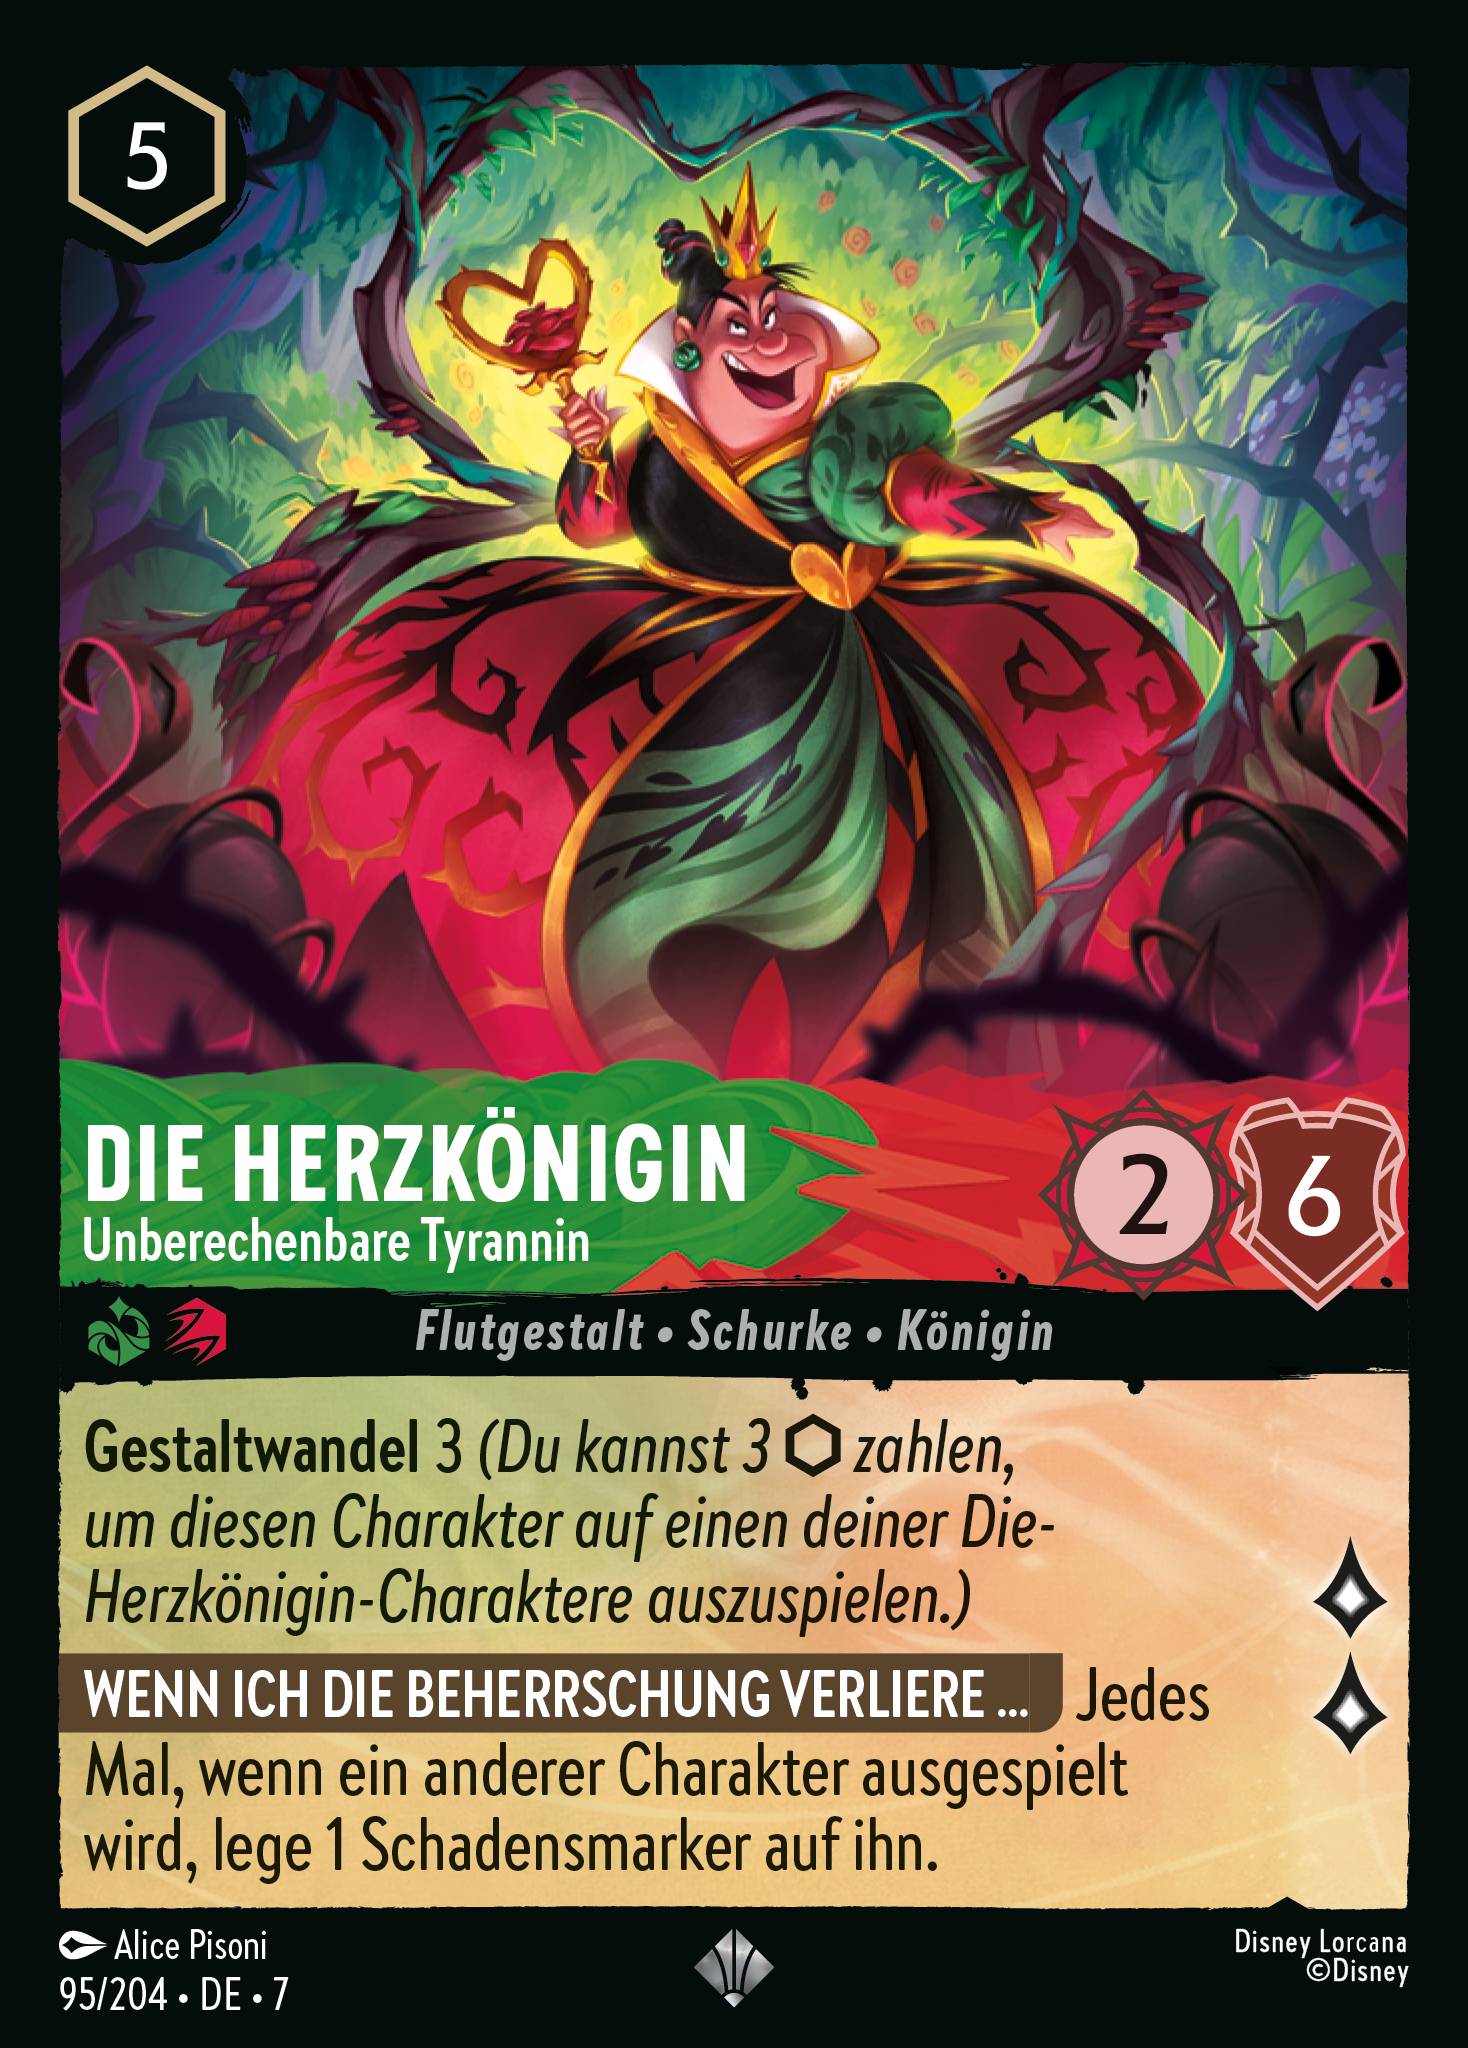 5
DIE HERZKÖNIGIN
Unberechenbare Tyrannin
2
6
Flutgestalt • Schurke • Königin
Gestaltwandel 3 (Du kannst 3 ⬡ zahlen,
um diesen Charakter auf einen deiner Die-
Herzkönigin-Charaktere auszuspielen.)
WENN ICH DIE BEHERRSCHUNG VERLIERE ... Jedes
Mal, wenn ein anderer Charakter ausgespielt
wird, lege 1 Schadensmarker auf ihn.
Alice Pisoni
95/204 • DE • 7
Disney Lorcana
©Disney